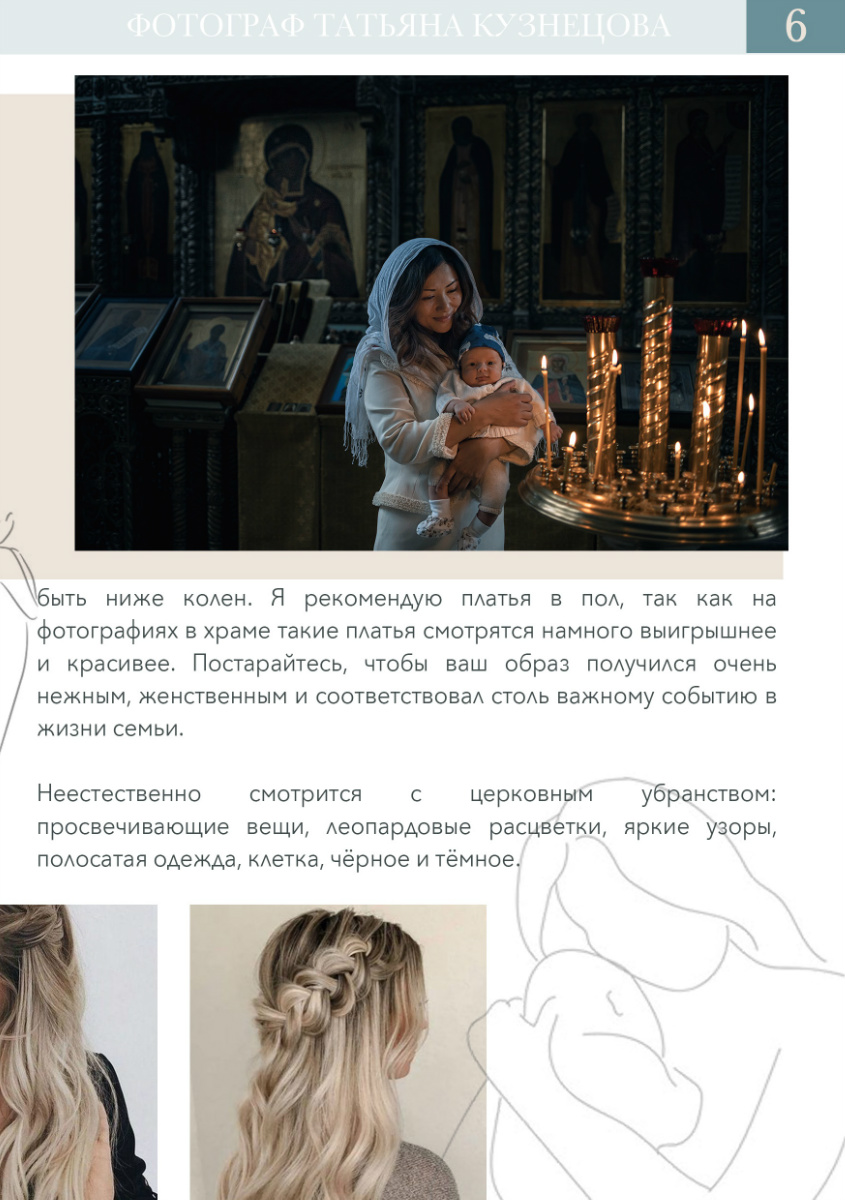 ФОТОГРАФ ТАТЬЯНА КУЗНЕЦОВА
6
быть ниже колен. Я рекомендую платья в пол, так как на
фотографиях в храме такие платья смотрятся намного выигрышнее
и красивее. Постарайтесь, чтобы ваш образ получился очень
нежным, женственным и соответствовал столь важному событию в
жизни семьи.
Неестественно смотрится с церковным убранством:
просвечивающие вещи, леопардовые расцветки, яркие узоры,
полосатая одежда, клетка, чёрное и тёмное.